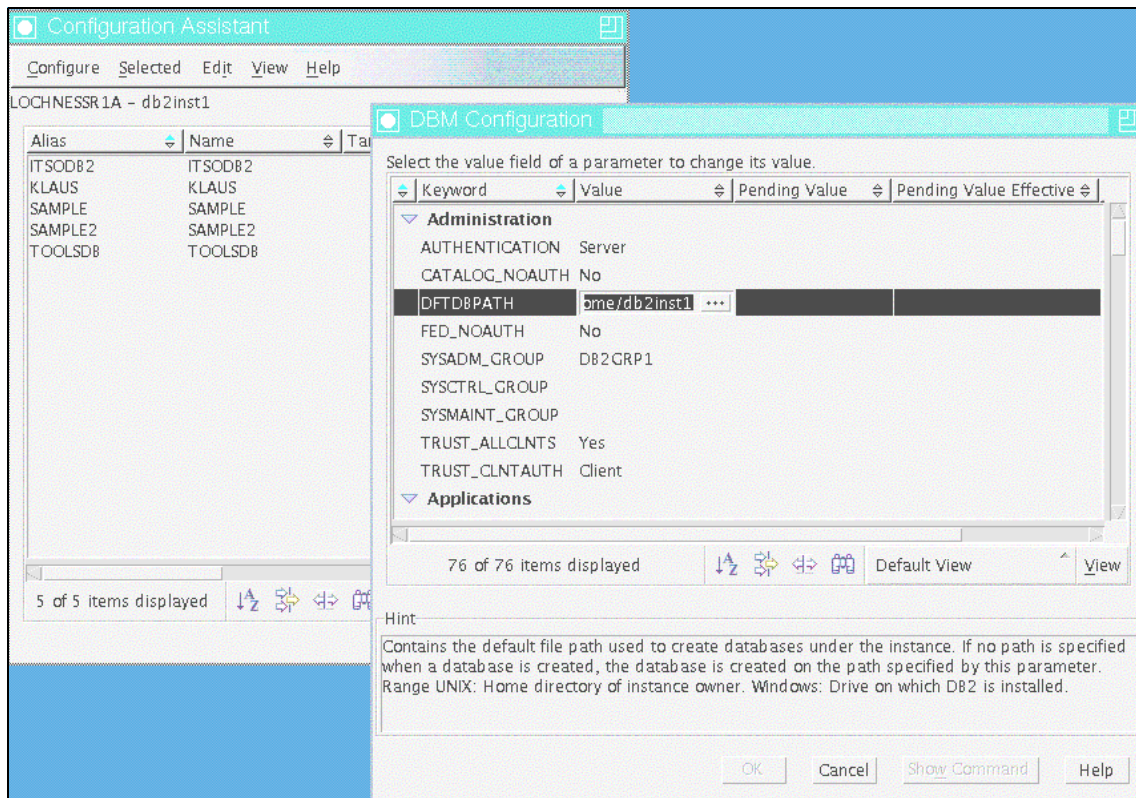 Configuration Assistant
Configure Selected Edit View Help
LOCHNESSR1A - db2inst1
Alias Name
ITSODB2 ITSODB2
KLAUS KLAUS
SAMPLE SAMPLE
SAMPLE2 SAMPLE2
TOOLSDB TOOLSDB
5 of 5 items displayed
DBM Configuration
Select the value field of a parameter to change its value.
Keyword Value Pending Value Pending Value Effective
Administration
AUTHENTICATION Server
CATALOG_NOAUTH No
DFTDBPATH ome/db2inst1 ...
FED_NOAUTH No
SYSADM_GROUP DB2GRP1
SYSCTRL_GROUP
SYSMAINT_GROUP
TRUST_ALLCLNTS Yes
TRUST_CLNTAUTH Client
Applications
76 of 76 items displayed Default View View
Hint
Contains the default file path used to create databases under the instance. If no path is specified
when a database is created, the database is created on the path specified by this parameter.
Range UNIX: Home directory of instance owner. Windows: Drive on which DB2 is installed.
OK Cancel Show Command Help